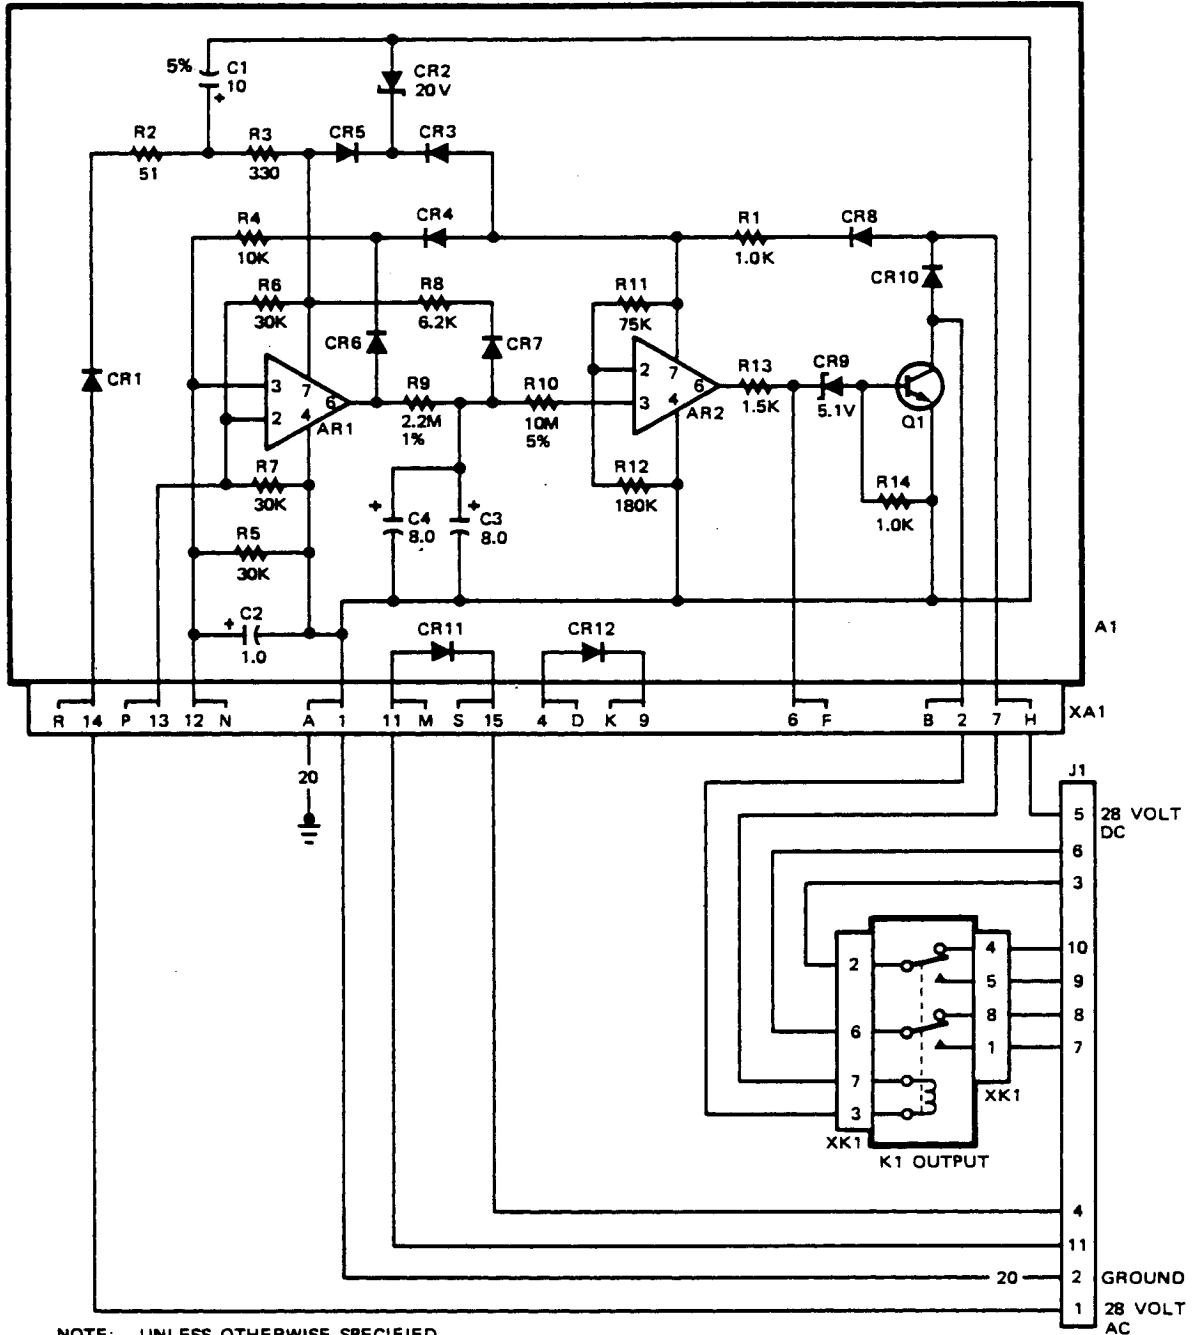 5%
C1
10
+
CR2
20V
R2
51
R3
330
CR5
CR3
R4
10K
CR4
R1
1.0K
CR8
CR10
R6
30K
R8
6.2K
R11
75K
CR1
CR6
CR7
3
2
7
4
6
AR1
R9
2.2M
1%
R10
10M
5%
2
3
7
4
6
AR2
R13
1.5K
CR9
5.1V
Q1
R7
30K
R12
180K
R14
1.0K
+
C4
8.0
+
C3
8.0
R5
30K
+
C2
1.0
CR11
CR12
A1
R 14 P 13 12 N A 1 11 M S 15 4 D K 9 6 F B 2 7 H
XA1
20
J1
5 28 VOLT
DC
6
3
2
4
10
5
9
6
8
8
1
7
7
3
XK1
XK1
K1 OUTPUT
4
11
20
2 GROUND
1 28 VOLT
AC
NOTE: UNLESS OTHERWISE SPECIFIED